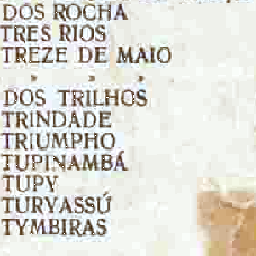 DOS ROCHA
TRES RIOS
TREZE DE MAIO
» » »
DOS TRILHOS
TRINDADE
TRIUMPHO
TUPINAMBÁ
TUPY
TURYASSÚ
TYMBIRAS